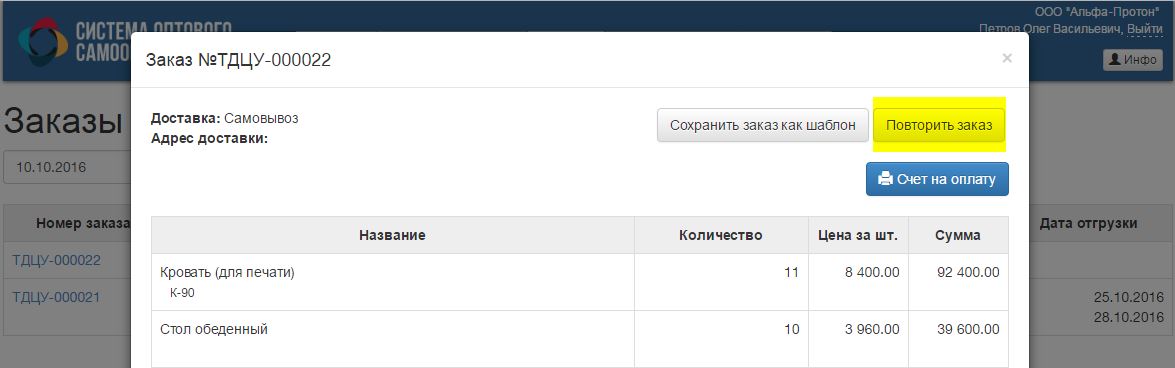 СИСТЕМА ОПТОВОГО
ООО "Альфа-Протон"
Петров Олег Васильевич, Выйти
Инфо
Заказ №ТДЦУ-000022
×
Заказы
Доставка: Самовывоз
Адрес доставки:
Сохранить заказ как шаблон
Повторить заказ
10.10.2016
Счет на оплату
Номер заказа
Дата отгрузки
Название Количество Цена за шт. Сумма
ТДЦУ-000022
Кровать (для печати) 11 8 400.00 92 400.00
К-90
ТДЦУ-000021
25.10.2016
28.10.2016
Стол обеденный 10 3 960.00 39 600.00